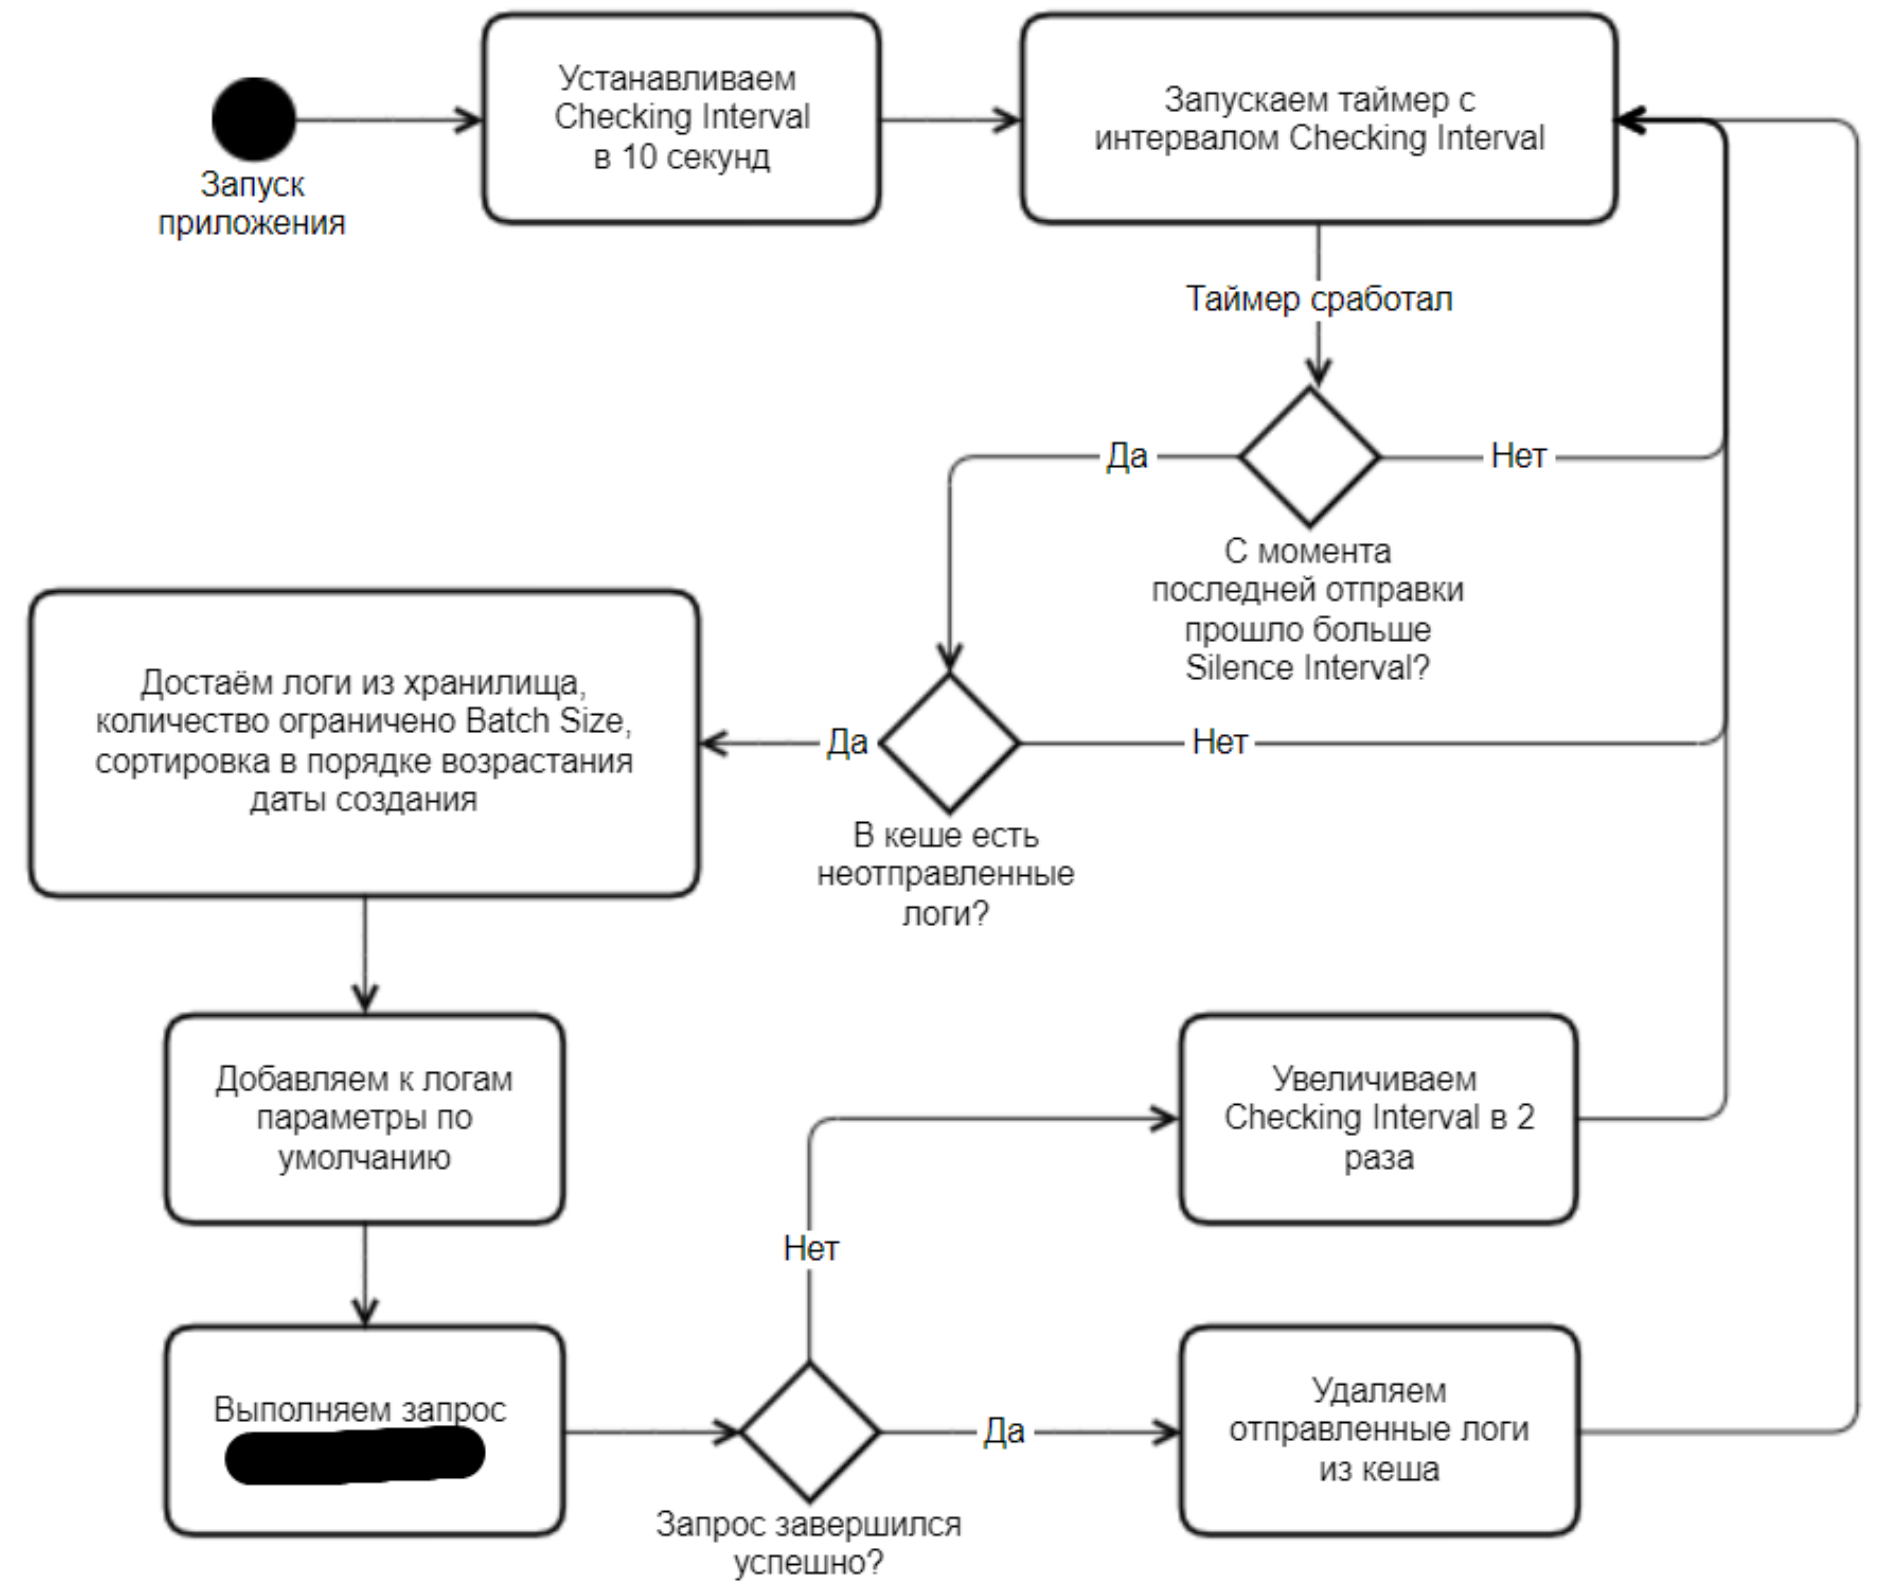 Запуск
приложения
Устанавливаем
Checking Interval
в 10 секунд
Запускаем таймер с
интервалом Checking Interval
Таймер сработал
Да
Нет
С момента
последней отправки
прошло больше
Silence Interval?
Достаём логи из хранилища,
количество ограничено Batch Size,
сортировка в порядке возрастания
даты создания
Да
Нет
В кеше есть
неотправленные
логи?
Добавляем к логам
параметры по
умолчанию
Увеличиваем
Checking Interval в 2
раза
Нет
Выполняем запрос
Да
Удаляем
отправленные логи
из кеша
Запрос завершился
успешно?